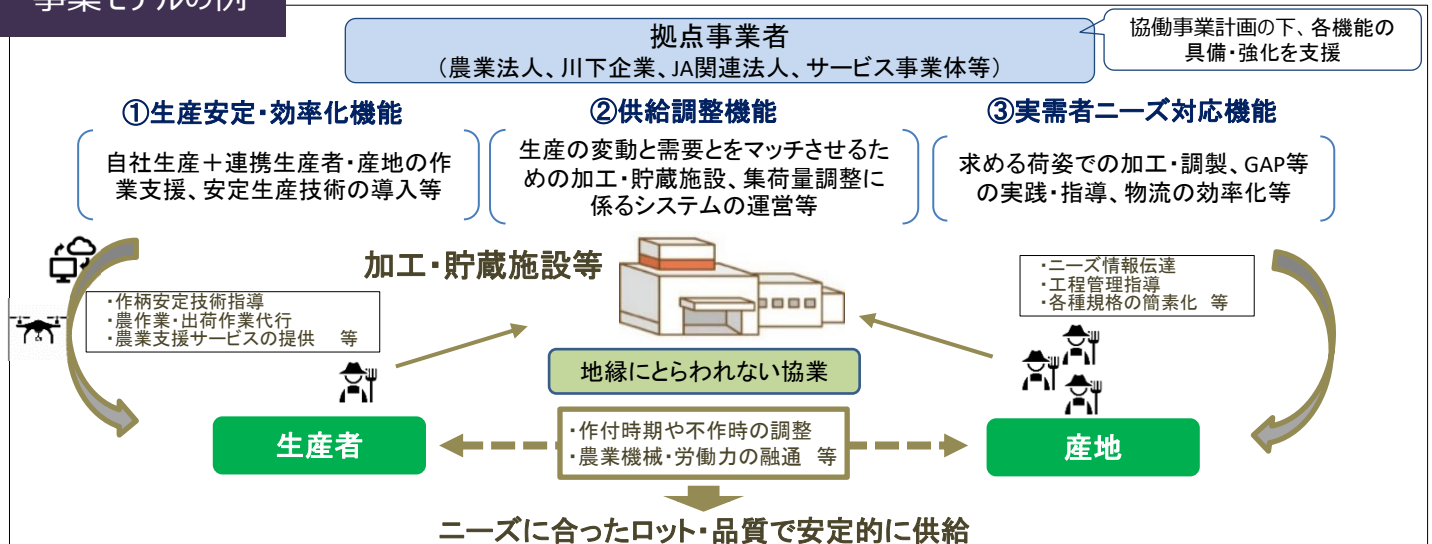 事業モデルの例
拠点事業者
（農業法人、川下企業、JA関連法人、サービス事業体等）
協働事業計画の下、各機能の
具備・強化を支援
①生産安定・効率化機能
自社生産＋連携生産者・産地の作
業支援、安定生産技術の導入等
②供給調整機能
生産の変動と需要とをマッチさせるた
めの加工・貯蔵施設、集荷量調整に
係るシステムの運営等
③実需者ニーズ対応機能
求める荷姿での加工・調製、GAP等
の実践・指導、物流の効率化等
加工・貯蔵施設等
・作柄安定技術指導
・農作業・出荷作業代行
・農業支援サービスの提供　等
・ニーズ情報伝達
・工程管理指導
・各種規格の簡素化　等
地縁にとらわれない協業
生産者
・作付時期や不作時の調整
・農業機械・労働力の融通　等
産地
ニーズに合ったロット・品質で安定的に供給